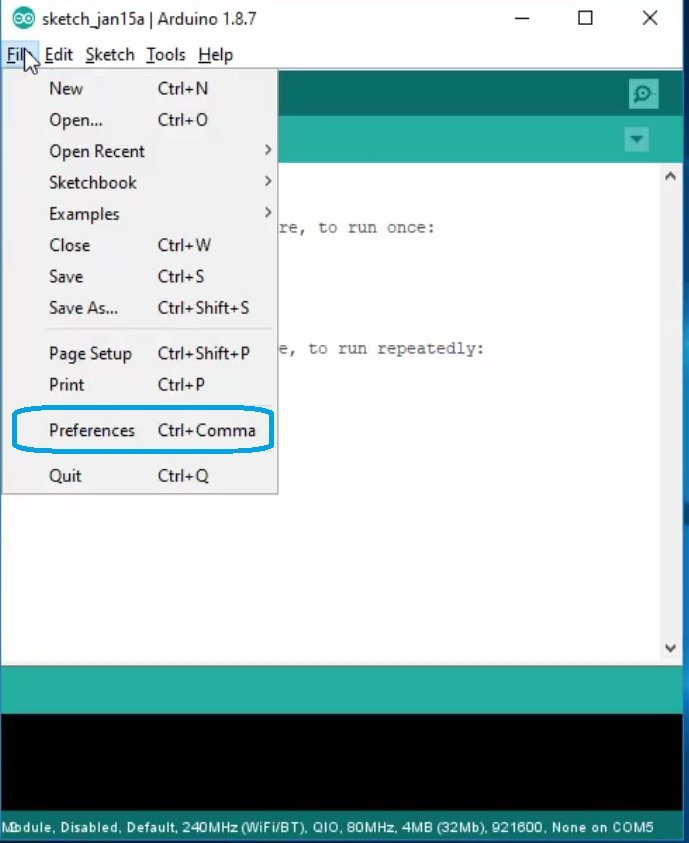 sketch_jan15a | Arduino 1.8.7
File Edit Sketch Tools Help
New Ctrl+N
Open... Ctrl+O
Open Recent
Sketchbook
Examples
re, to run once:
Close Ctrl+W
Save Ctrl+S
Save As... Ctrl+Shift+S
Page Setup Ctrl+Shift+P
e, to run repeatedly:
Print Ctrl+P
Preferences Ctrl+Comma
Quit Ctrl+Q
Module, Disabled, Default, 240MHz (WiFi/BT), QIO, 80MHz, 4MB (32Mb), 921600, None on COM5